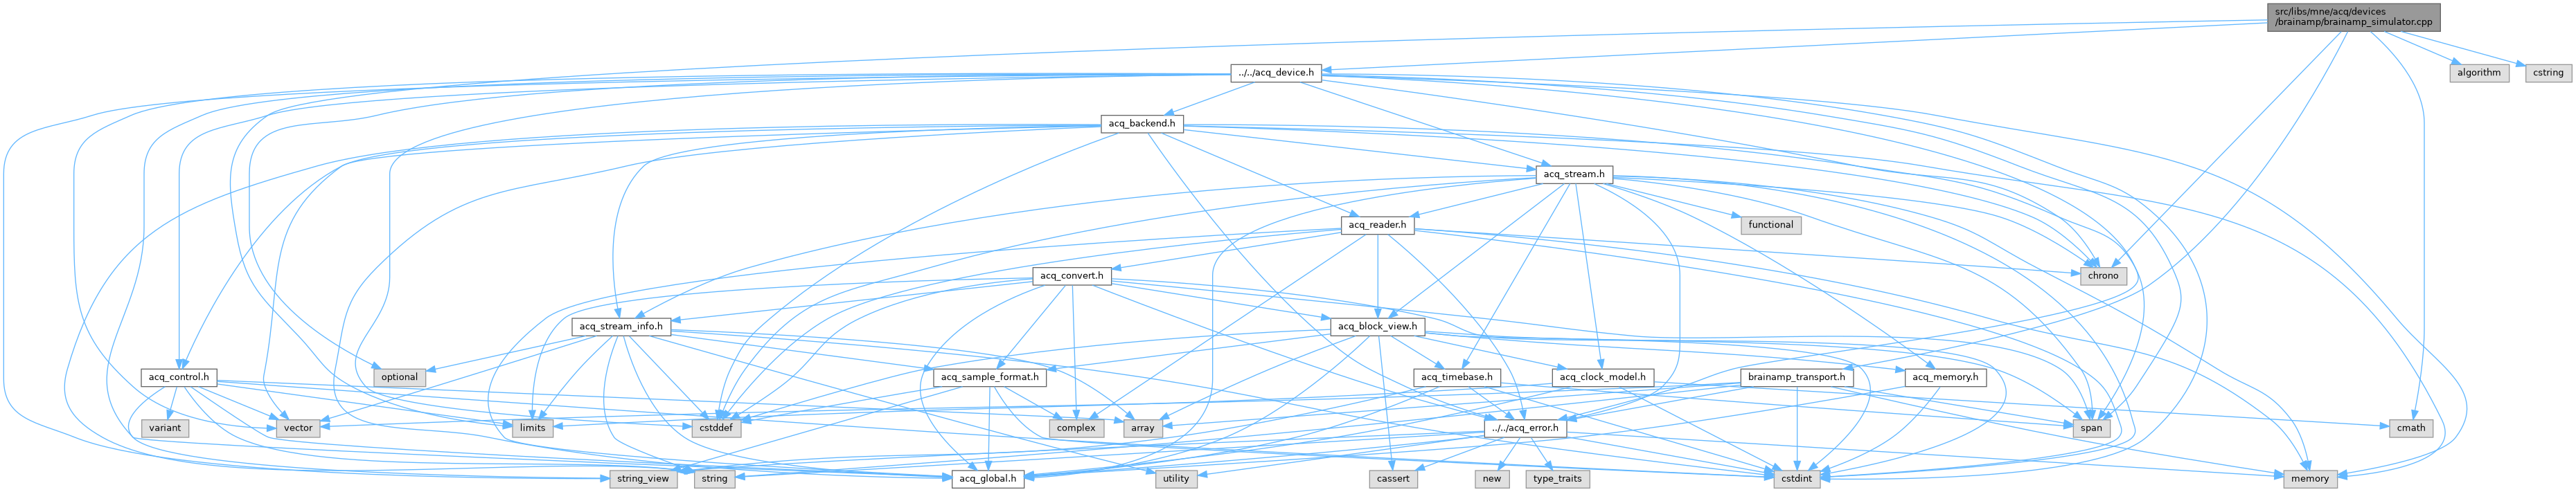 src/libs/mne/acq/devices
/brainamp/brainamp_simulator.cpp
../../acq_device.h
algorithm
cstring
acq_backend.h
acq_stream.h
acq_reader.h
functional
acq_convert.h
chrono
acq_stream_info.h
acq_block_view.h
acq_control.h
optional
acq_sample_format.h
acq_timebase.h
acq_clock_model.h
brainamp_transport.h
acq_memory.h
variant
vector
limits
cstddef
complex
array
../../acq_error.h
span
cmath
string_view
string
acq_global.h
utility
cassert
new
type_traits
cstdint
memory